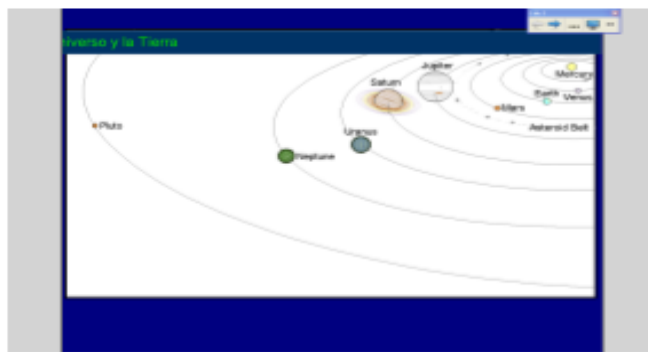 iverso y la Tierra
Jupiter
Mercury
Saturn
Earth
Venus
Mars
Asteroid Belt
Pluto
Uranus
Neptune